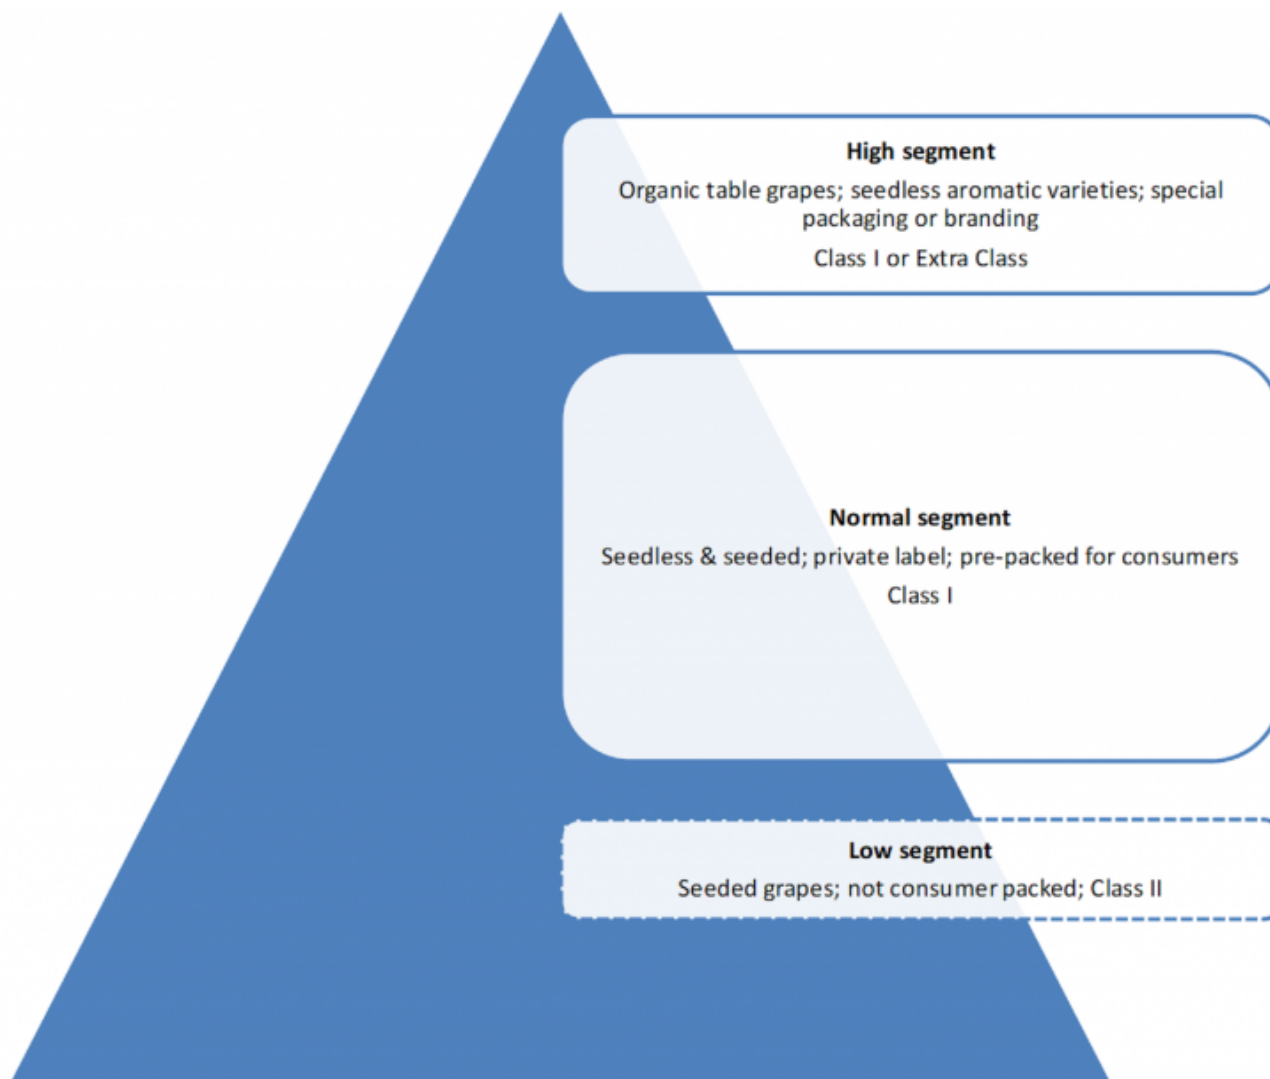 High segment
Organic table grapes; seedless aromatic varieties; special
packaging or branding
Class I or Extra Class
Normal segment
Seedless & seeded; private label; pre-packed for consumers
Class I
Low segment
Seeded grapes; not consumer packed; Class II